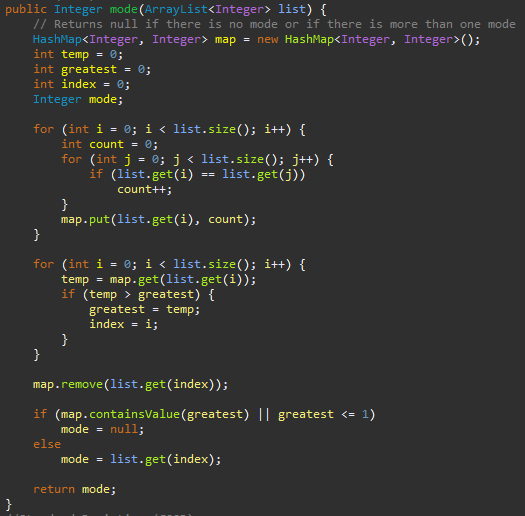 public Integer mode(ArrayList<Integer> list) {
    // Returns null if there is no mode or if there is more than one mode
    HashMap<Integer, Integer> map = new HashMap<Integer, Integer>();
    int temp = 0;
    int greatest = 0;
    int index = 0;
    Integer mode;

    for (int i = 0; i < list.size(); i++) {
        int count = 0;
        for (int j = 0; j < list.size(); j++) {
            if (list.get(i) == list.get(j))
                count++;
        }
        map.put(list.get(i), count);
    }

    for (int i = 0; i < list.size(); i++) {
        temp = map.get(list.get(i));
        if (temp > greatest) {
            greatest = temp;
            index = i;
        }
    }

    map.remove(list.get(index));

    if (map.containsValue(greatest) || greatest <= 1)
        mode = null;
    else
        mode = list.get(index);

    return mode;
}